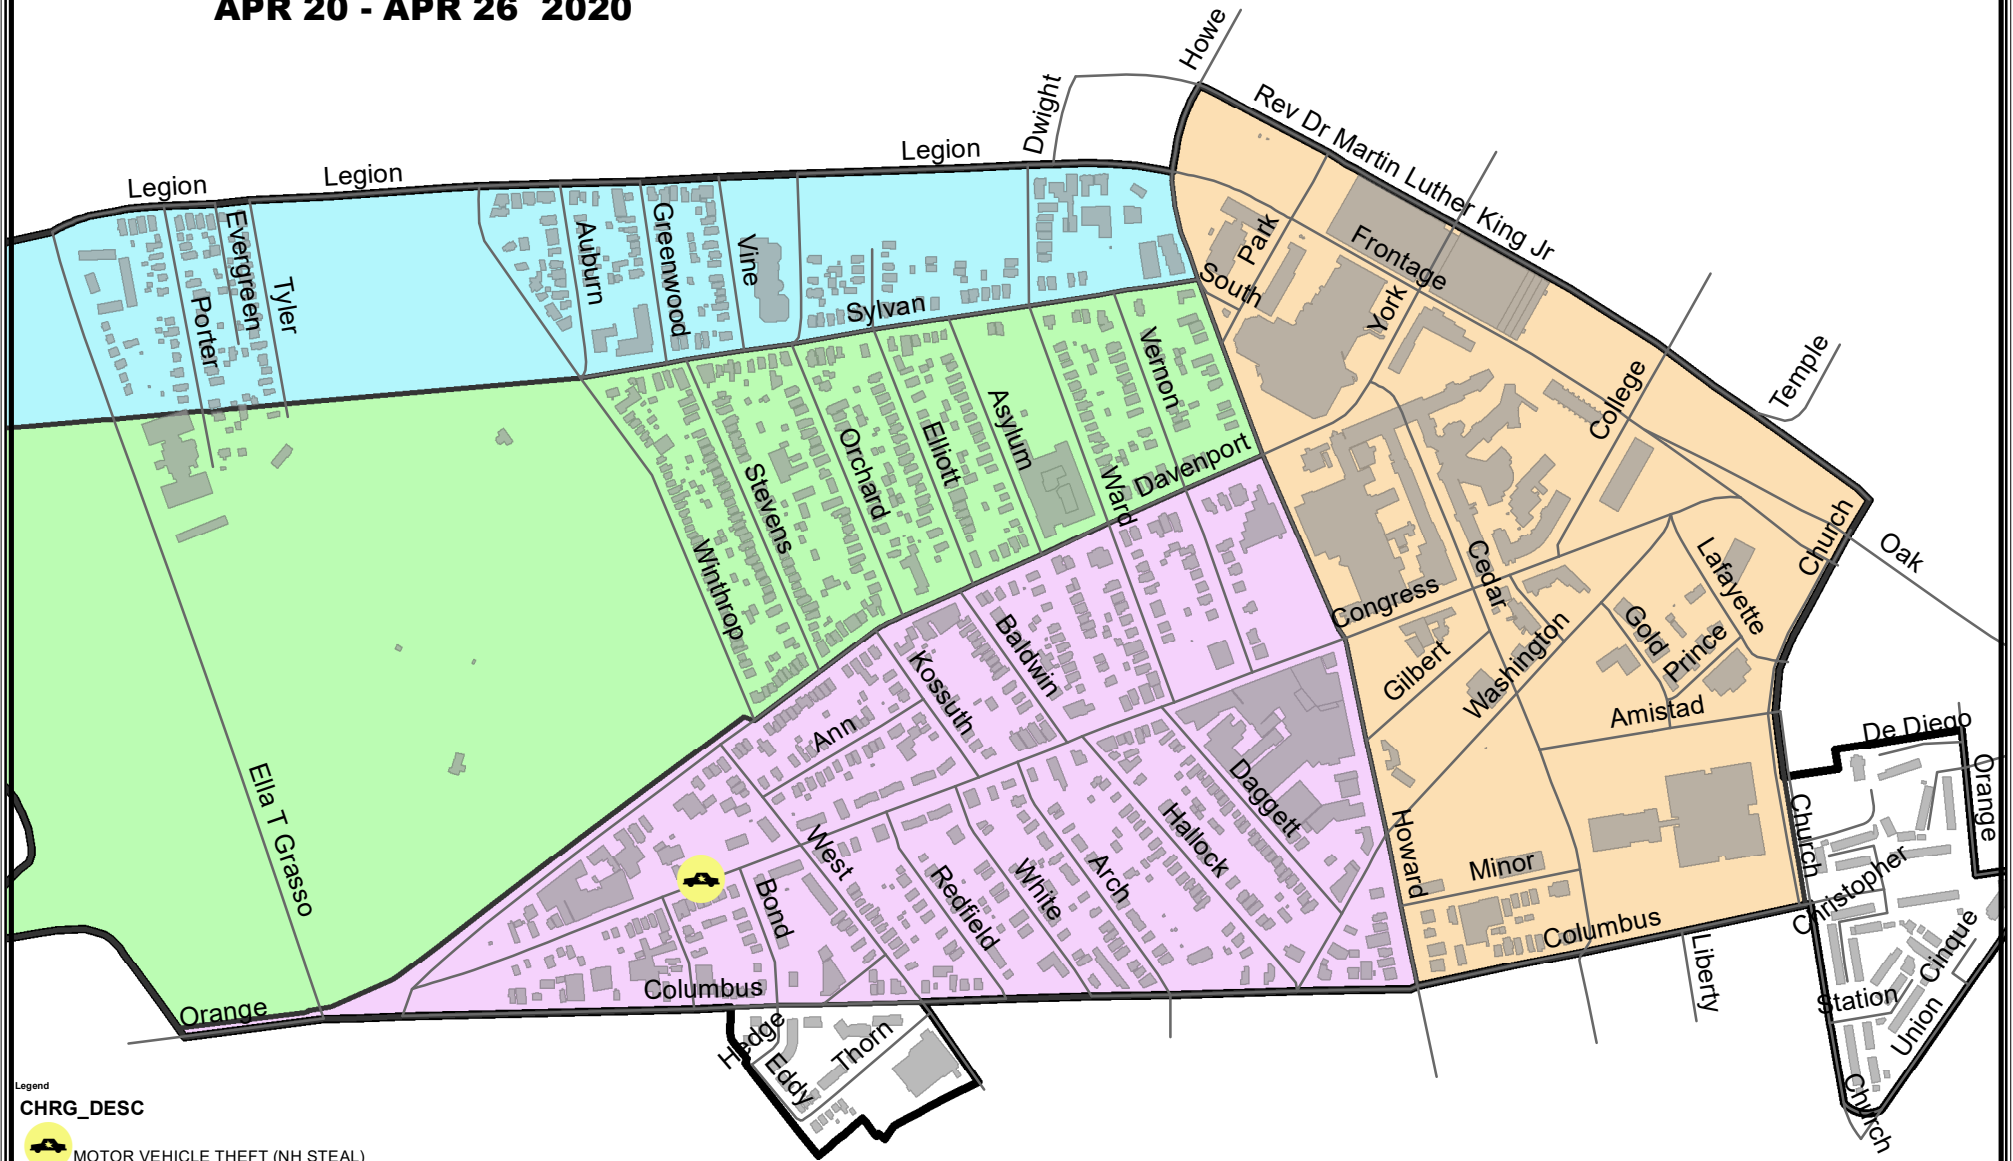 APR 20 - APR 26 2020
Howe
Dwight
Rev Dr Martin Luther King Jr
Legion
Legion
Legion
Evergreen
Porter
Tyler
Auburn
Greenwood
Vine
Sylvan
South
Park
Frontage
York
College
Temple
Church
Oak
Vernon
Asylum
Elliott
Orchard
Stevens
Winthrop
Ward
Davenport
Cedar
Congress
Gilbert
Washington
Lafayette
Gold
Prince
Amistad
De Diego
Orange
Baldwin
Kossuth
Ann
Ella T Grasso
Daggett
Hallock
Arch
White
Redfield
West
Bond
Howard
Minor
Columbus
Church
Christopher
Cinque
Station
Union
Liberty
Church
Columbus
Orange
Hedge
Eddy
Thorn
Legend
CHRG_DESC
MOTOR VEHICLE THEFT (NH STEAL)